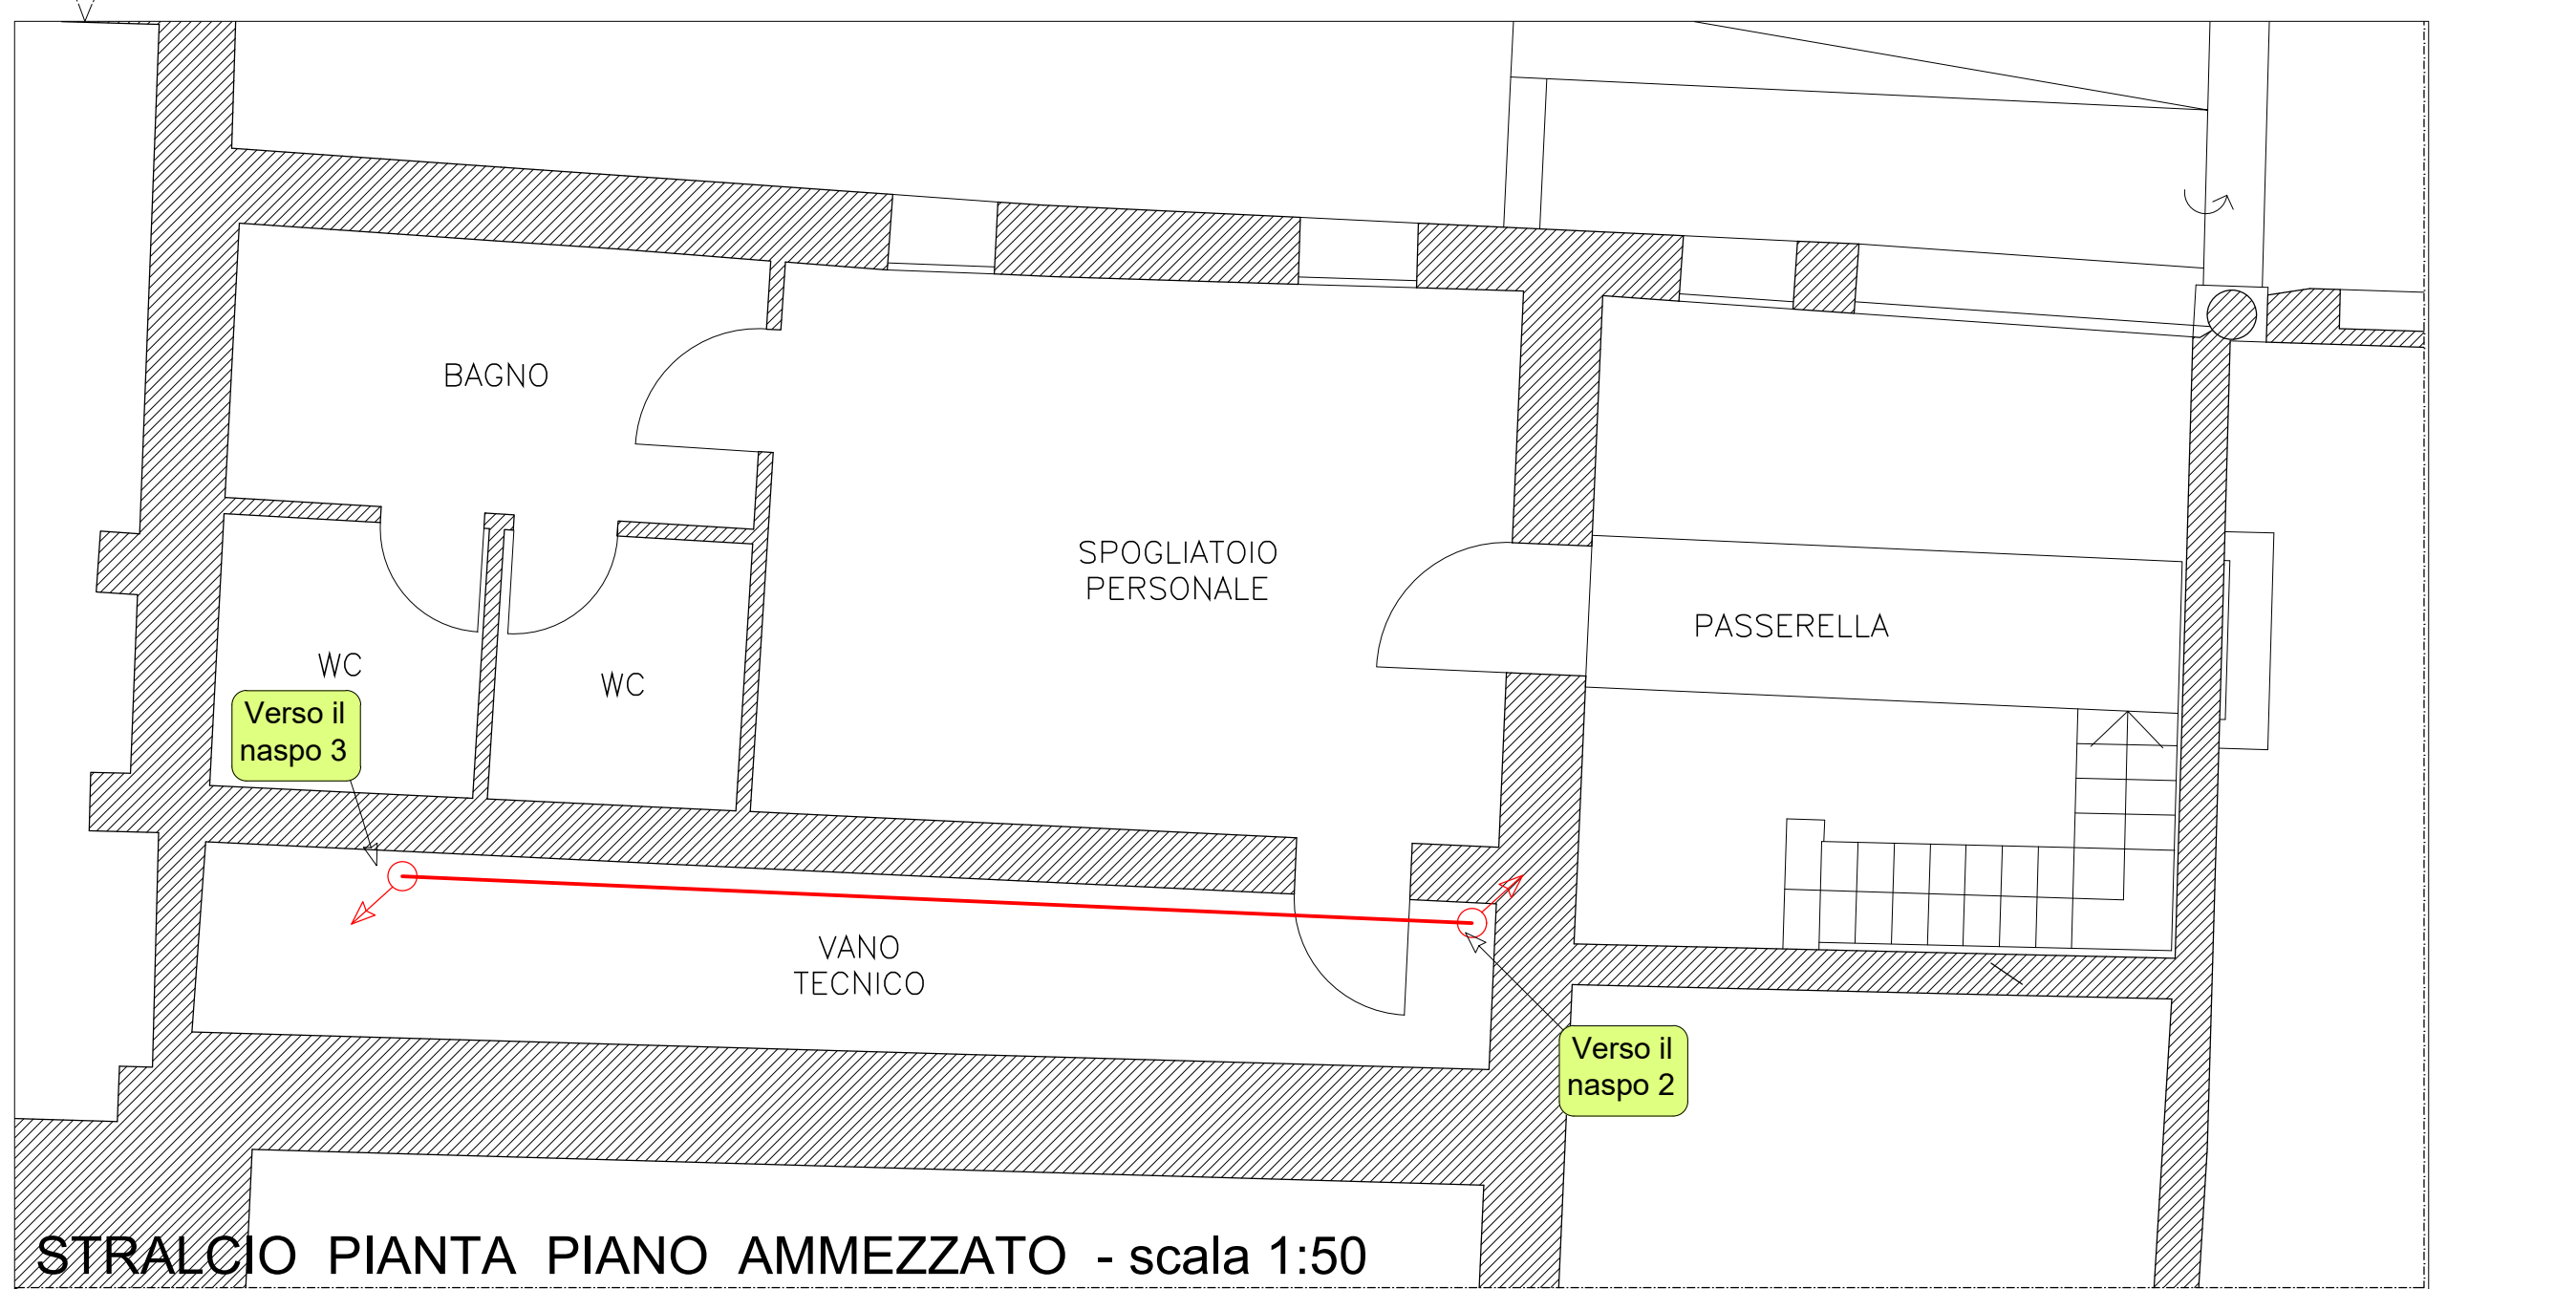 BAGNO
SPOGLIATOIO
PERSONALE
PASSERELLA
WC
WC
Verso il
naspo 3
VANO
TECNICO
Verso il
naspo 2
STRALCIO PIANTA PIANO AMMEZZATO - scala 1:50